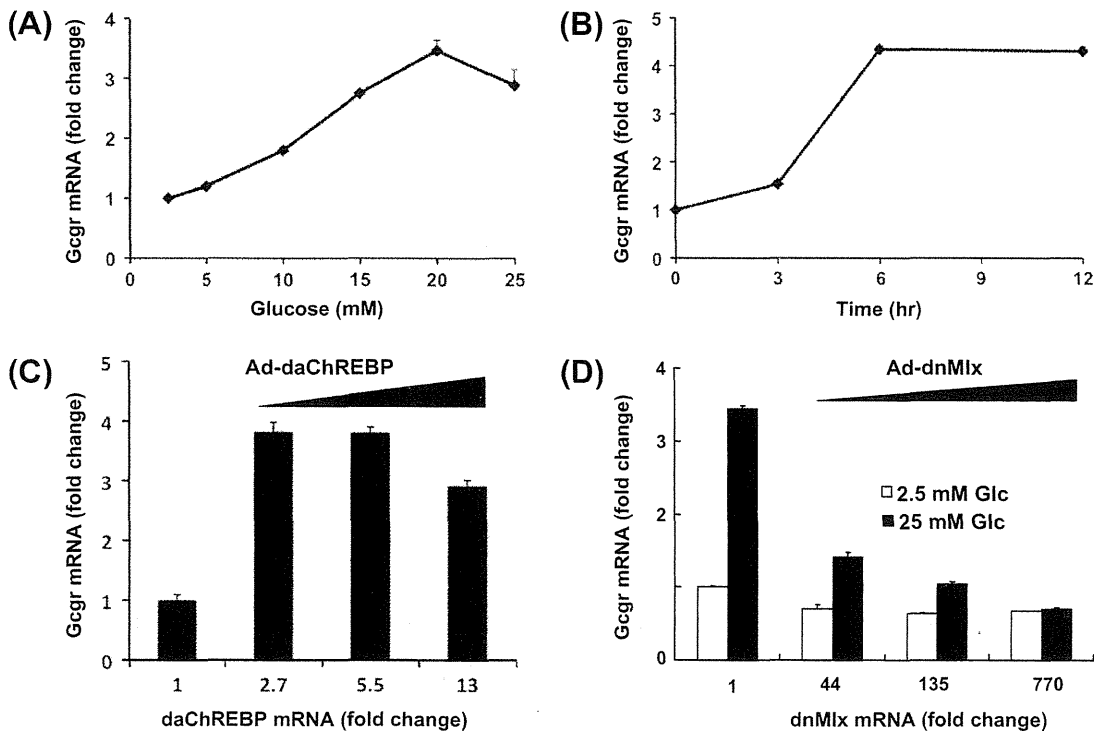 (A)
Gcgr mRNA (fold change)
4
3
2
1
0
0 5 10 15 20 25
Glucose (mM)
(B)
Gcgr mRNA (fold change)
5
4
3
2
1
0
0 3 6 9 12
Time (hr)
(C)
Ad-daChREBP
Gcgr mRNA (fold change)
5
4
3
2
1
0
1 2.7 5.5 13
daChREBP mRNA (fold change)
(D)
Ad-dnMlx
Gcgr mRNA (fold change)
4
3
2
1
0
2.5 mM Glc
25 mM Glc
1 44 135 770
dnMlx mRNA (fold change)